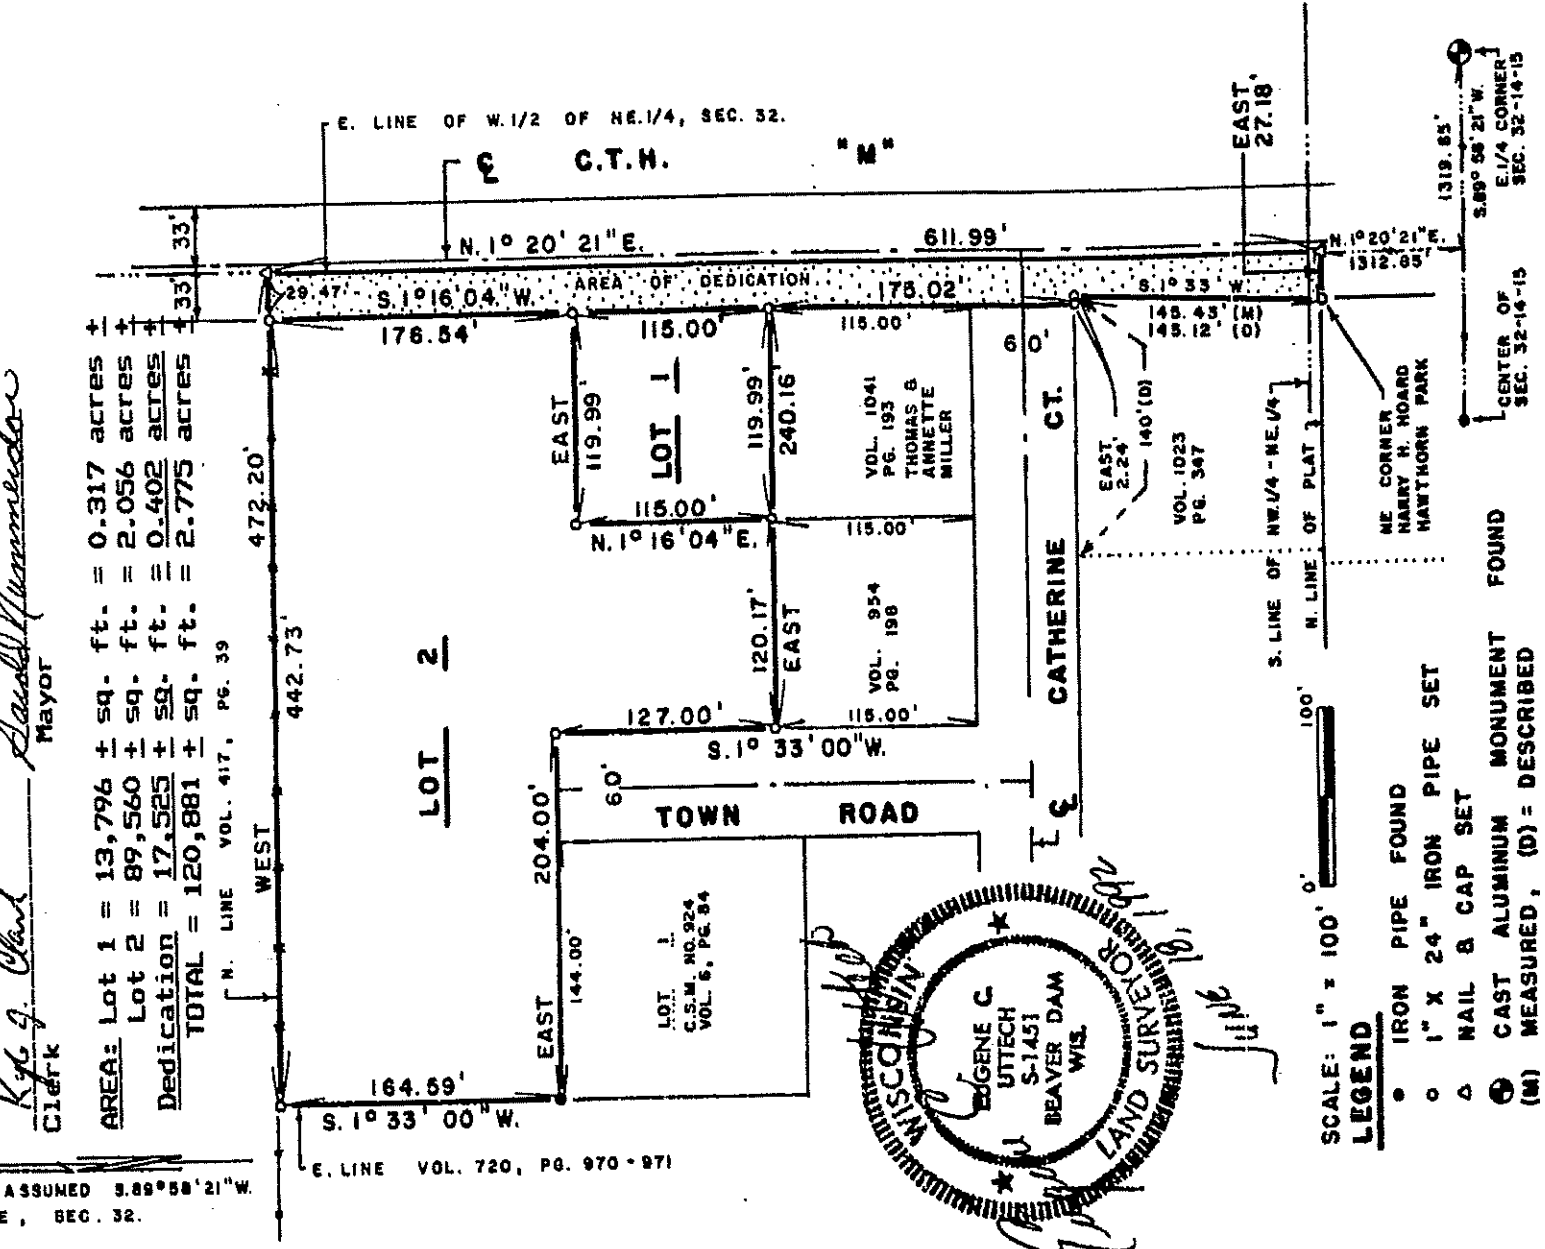 Clerk
Mayor
AREA: Lot 1 = 13,796 ± sq. ft. = 0.317 acres ±
Lot 2 = 89,560 ± sq. ft. = 2.056 acres ±
Dedication = 17,525 ± sq. ft. = 0.402 acres ±
TOTAL = 120,881 ± sq. ft. = 2.775 acres ±
ASSUMED S.89°58'21"W.
E, SEC. 32.
E. LINE OF W.1/2 OF NE.1/4, SEC. 32.
℄ C.T.H. "M"
33'
33'
N. 1° 20' 21" E.
611.99'
EAST
27.18'
29.47'
S. 1° 16' 04" W.
AREA OF DEDICATION
175.02'
S. 1° 33' W
176.54'
115.00'
115.00'
145.43' (M)
145.12' (D)
N. 1° 20' 21" E.
1312.65'
1319.85'
S.89° 58' 21" W.
E.1/4 CORNER
SEC. 32-14-15
CENTER OF
SEC. 32-14-15
472.20'
442.73'
WEST
N. LINE VOL. 417, PG. 39
EAST
119.99'
LOT 1
119.99'
240.16'
115.00'
N. 1° 16' 04" E.
VOL. 1041
PG. 193
THOMAS &
ANNETTE
MILLER
115.00'
60'
CATHERINE CT.
℄
EAST
2.24'
140'(D)
VOL. 1023
PG. 347
NE CORNER
HARRY H. HOARD
HAWTHORN PARK
S. LINE OF NW.1/4-NE.1/4
N. LINE OF PLAT
LOT 2
120.17'
EAST
VOL. 954
PG. 198
115.00'
127.00'
S. 1° 33' 00" W.
60'
TOWN ROAD
204.00'
144.00'
EAST
LOT 1
C.S.M. NO. 924
VOL. 6, PG. 84
164.59'
S. 1° 33' 00" W.
E. LINE VOL. 720, PG. 970-971
WISCONSIN
EUGENE C.
UTTECH
S-1451
BEAVER DAM
WIS.
LAND SURVEYOR
SCALE: 1" = 100'
0'
100'
LEGEND
IRON PIPE FOUND
1" X 24" IRON PIPE SET
NAIL & CAP SET
CAST ALUMINUM MONUMENT FOUND
(M) MEASURED, (D) = DESCRIBED